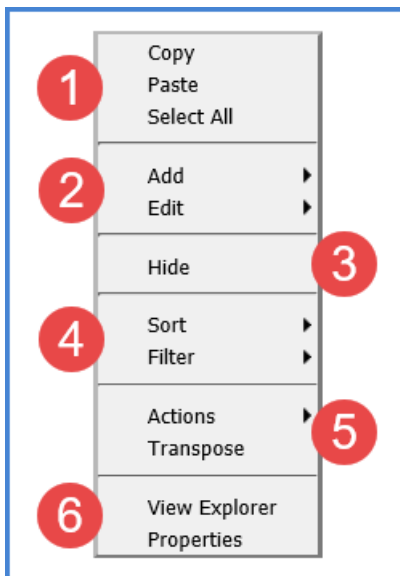 1
Copy
Paste
Select All
2
Add
Edit
Hide
3
4
Sort
Filter
Actions
5
Transpose
6
View Explorer
Properties